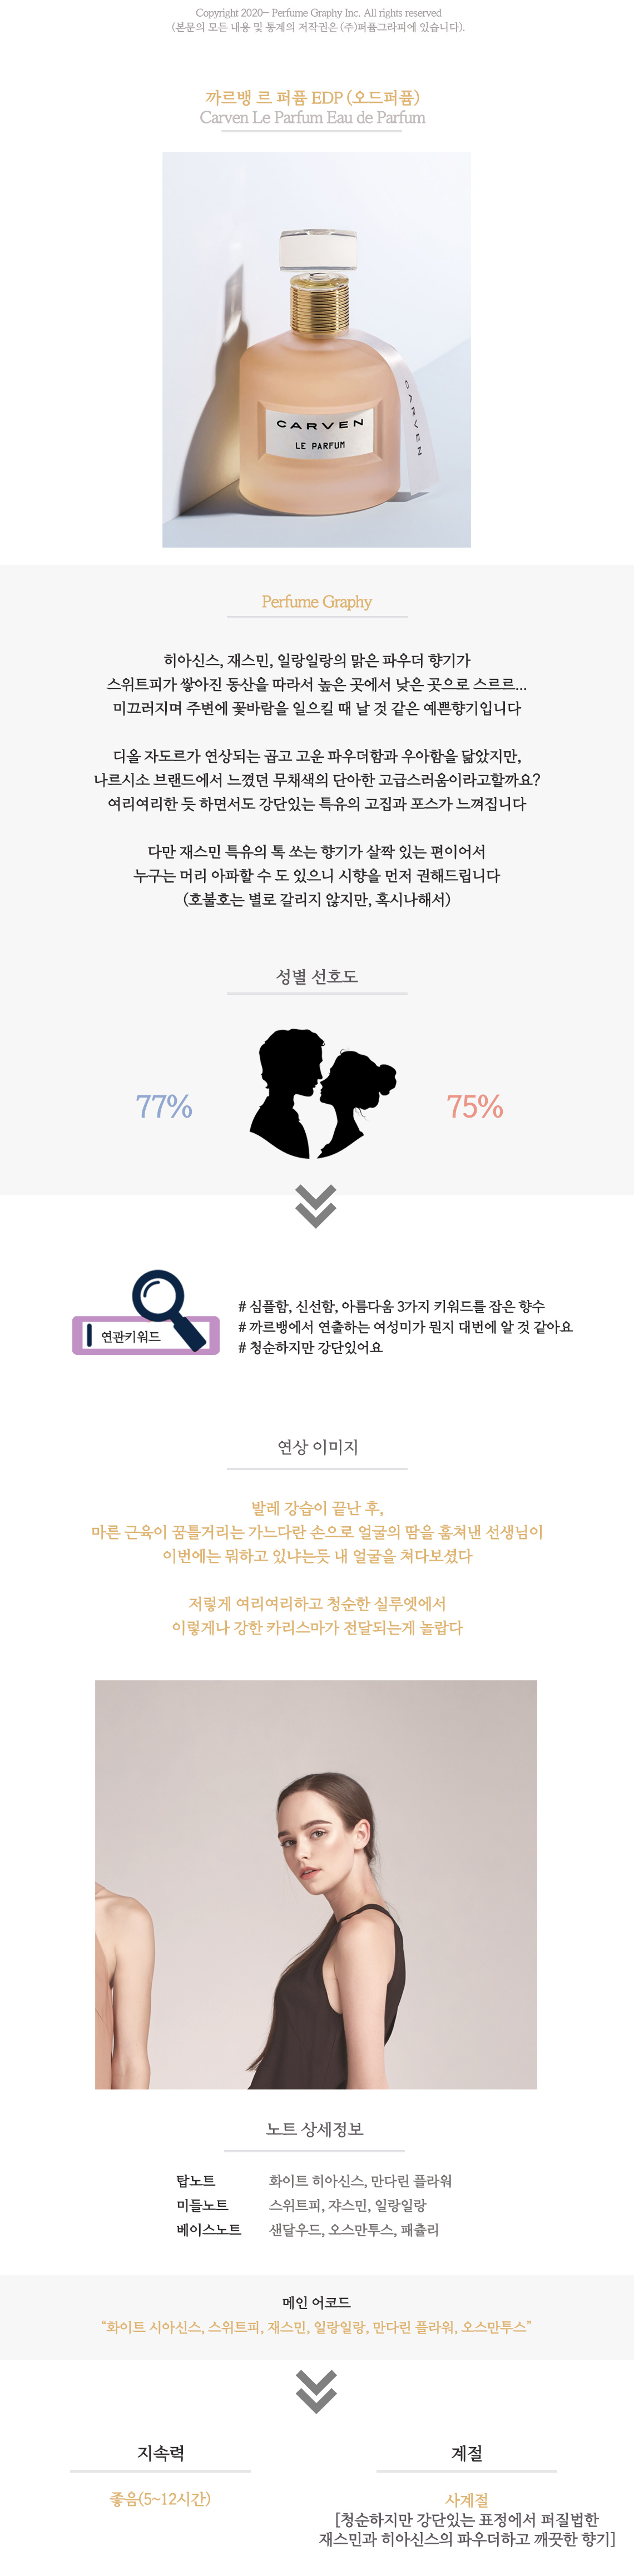 Copyright 2020- Perfume Graphy Inc. All rights reserved
(본문의 모든 내용 및 통계의 저작권은 (주)퍼퓸그라피에 있습니다).
까르뱅 르 퍼퓸 EDP (오드퍼퓸)
Carven Le Parfum Eau de Parfum
CARVEN
CARVEN
LE PARFUM
Perfume Graphy
히아신스, 재스민, 일랑일랑의 맑은 파우더 향기가
스위트피가 쌓아진 동산을 따라서 높은 곳에서 낮은 곳으로 스르르...
미끄러지며 주변에 꽃바람을 일으킬 때 날 것 같은 예쁜향기입니다
디올 자도르가 연상되는 곱고 고운 파우더함과 우아함을 닮았지만,
나르시소 브랜드에서 느꼈던 무채색의 단아한 고급스러움이라고할까요?
여리여리한 듯 하면서도 강단있는 특유의 고집과 포스가 느껴집니다
다만 재스민 특유의 톡 쏘는 향기가 살짝 있는 편이어서
누구는 머리 아파할 수 도 있으니 시향을 먼저 권해드립니다
(호불호는 별로 갈리지 않지만, 혹시나해서)
성별 선호도
77%
75%
연관키워드
# 심플함, 신선함, 아름다움 3가지 키워드를 잡은 향수
# 까르뱅에서 연출하는 여성미가 뭔지 대번에 알 것 같아요
# 청순하지만 강단있어요
연상 이미지
발레 강습이 끝난 후,
마른 근육이 꿈틀거리는 가느다란 손으로 얼굴의 땀을 훔쳐낸 선생님이
이번에는 뭐하고 있냐는듯 내 얼굴을 쳐다보셨다
저렇게 여리여리하고 청순한 실루엣에서
이렇게나 강한 카리스마가 전달되는게 놀랍다
노트 상세정보
탑노트 화이트 히아신스, 만다린 플라워
미들노트 스위트피, 쟈스민, 일랑일랑
베이스노트 샌달우드, 오스만투스, 패츌리
메인 어코드
“화이트 시아신스, 스위트피, 재스민, 일랑일랑, 만다린 플라워, 오스만투스”
지속력
좋음(5~12시간)
계절
사계절
[청순하지만 강단있는 표정에서 퍼질법한
재스민과 히아신스의 파우더하고 깨끗한 향기]